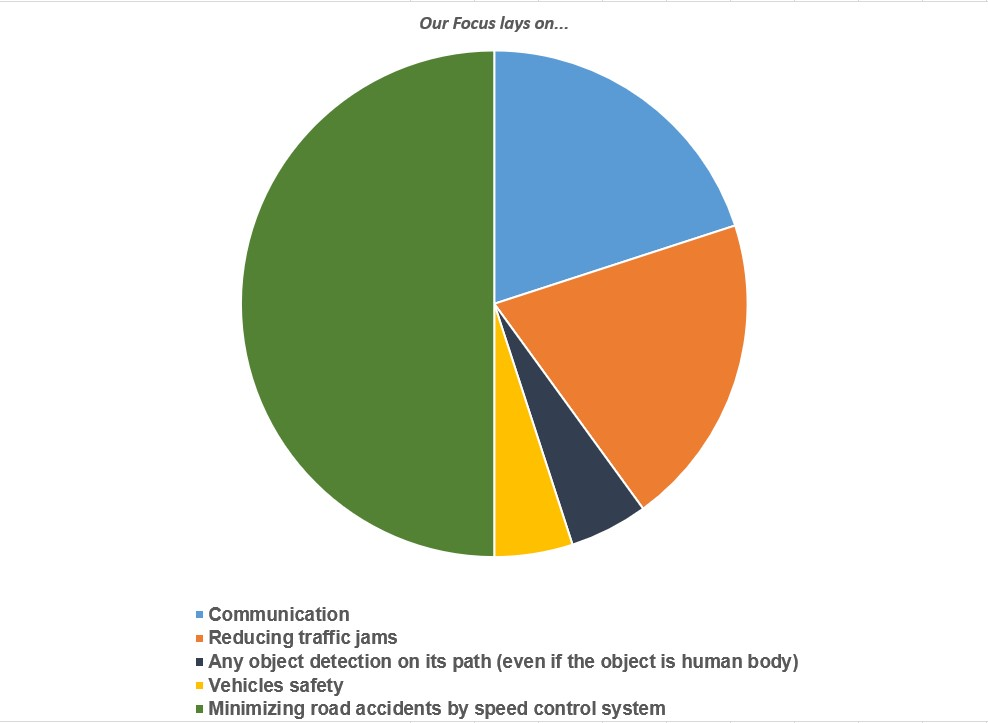 Our Focus lays on...
Communication
Reducing traffic jams
Any object detection on its path (even if the object is human body)
Vehicles safety
Minimizing road accidents by speed control system